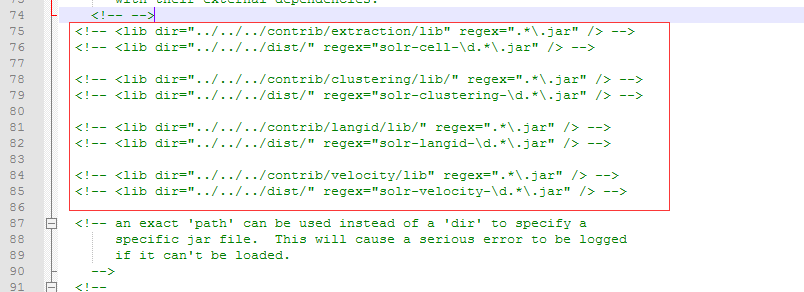 with their external dependencies.
74 <!-- -->
75 <!-- <lib dir="../../../contrib/extraction/lib" regex=".*\.jar" /> -->
76 <!-- <lib dir="../../../dist/" regex="solr-cell-\d.*\.jar" /> -->
77
78 <!-- <lib dir="../../../contrib/clustering/lib/" regex=".*\.jar" /> -->
79 <!-- <lib dir="../../../dist/" regex="solr-clustering-\d.*\.jar" /> -->
80
81 <!-- <lib dir="../../../contrib/langid/lib/" regex=".*\.jar" /> -->
82 <!-- <lib dir="../../../dist/" regex="solr-langid-\d.*\.jar" /> -->
83
84 <!-- <lib dir="../../../contrib/velocity/lib" regex=".*\.jar" /> -->
85 <!-- <lib dir="../../../dist/" regex="solr-velocity-\d.*\.jar" /> -->
86
87 <!-- an exact 'path' can be used instead of a 'dir' to specify a
88 specific jar file.  This will cause a serious error to be logged
89 if it can't be loaded.
90 -->
91 <!--